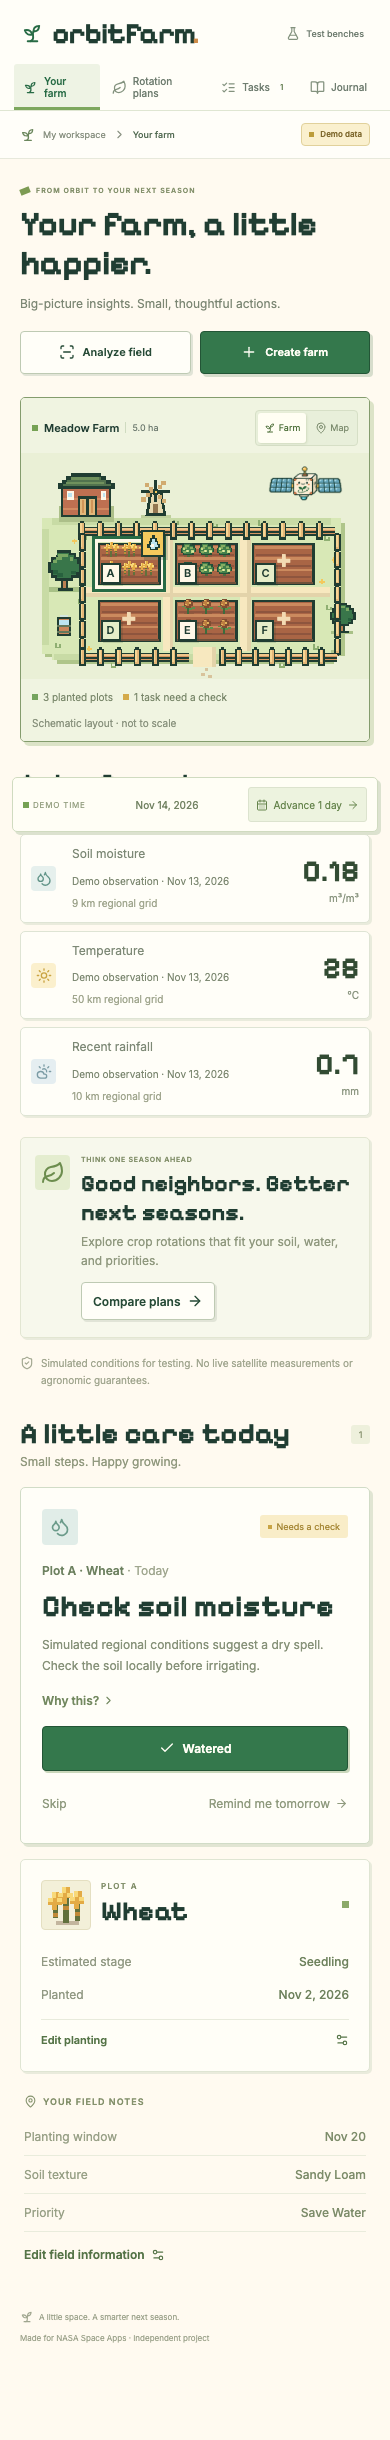 orbitFarm.
Test benches
Your farm
Rotation plans
Tasks 1
Journal
My workspace > Your farm
Demo data
FROM ORBIT TO YOUR NEXT SEASON
Your farm, a little
happier.
Big-picture insights. Small, thoughtful actions.
Analyze field
Create farm
Meadow Farm | 5.0 ha
Farm
Map
A
B
C
D
E
F
3 planted plots
1 task need a check
Schematic layout · not to scale
DEMO TIME
Nov 14, 2026
Advance 1 day
Soil moisture
Demo observation · Nov 13, 2026
9 km regional grid
0.18
m³/m³
Temperature
Demo observation · Nov 13, 2026
50 km regional grid
28
°C
Recent rainfall
Demo observation · Nov 13, 2026
10 km regional grid
0.7
mm
THINK ONE SEASON AHEAD
Good neighbors. Better
next seasons.
Explore crop rotations that fit your soil, water,
and priorities.
Compare plans
Simulated conditions for testing. No live satellite measurements or
agronomic guarantees.
A little care today
1
Small steps. Happy growing.
Needs a check
Plot A · Wheat · Today
Check soil moisture
Simulated regional conditions suggest a dry spell.
Check the soil locally before irrigating.
Why this?
Watered
Skip
Remind me tomorrow
PLOT A
Wheat
Estimated stage
Seedling
Planted
Nov 2, 2026
Edit planting
YOUR FIELD NOTES
Planting window
Nov 20
Soil texture
Sandy Loam
Priority
Save Water
Edit field information
A little space. A smarter next season.
Made for NASA Space Apps · Independent project